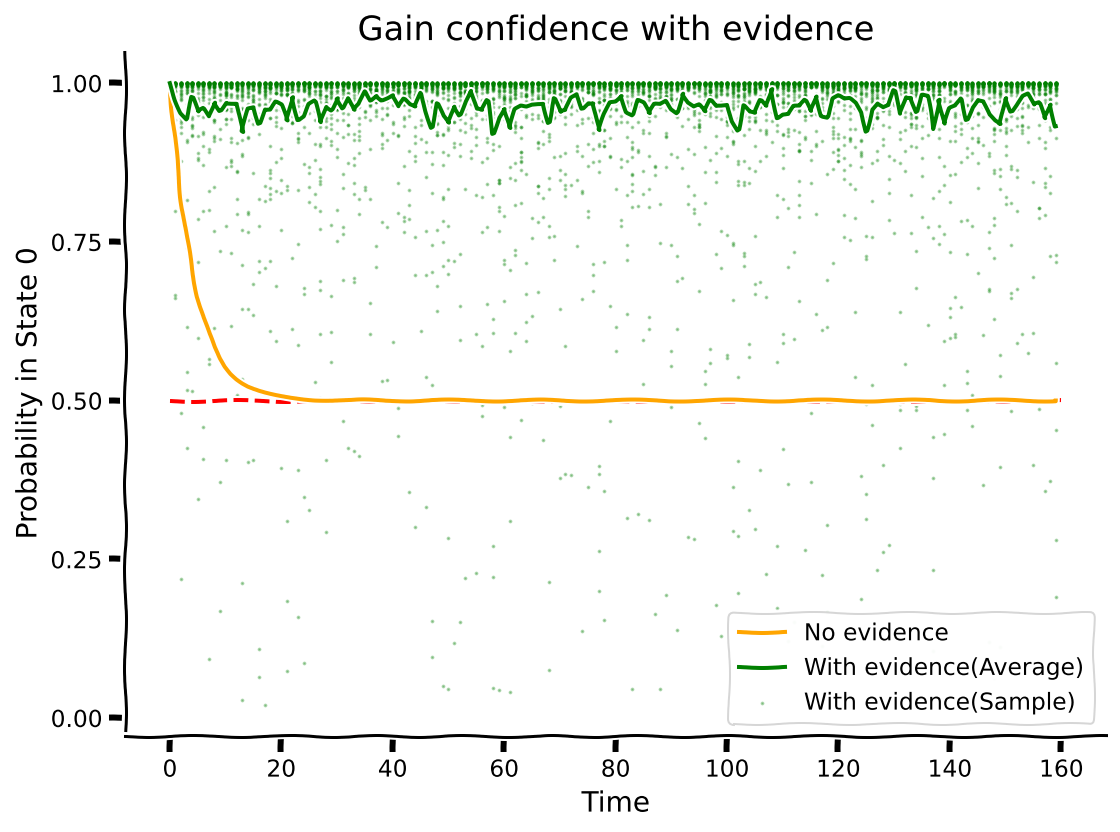 Gain confidence with evidence
Probability in State 0
1.00
0.75
0.50
0.25
0.00
No evidence
With evidence(Average)
With evidence(Sample)
0 20 40 60 80 100 120 140 160
Time